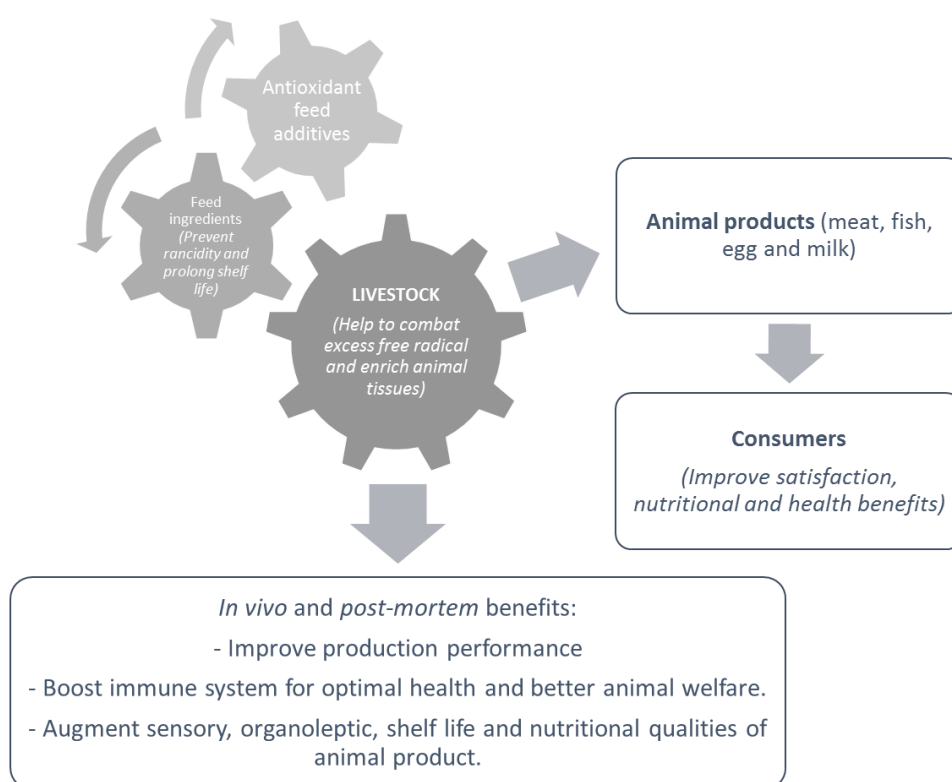 Antioxidant
feed
additives
Feed
ingredients
(Prevent
rancidity and
prolong shelf
life)
LIVESTOCK
(Help to combat
excess free radical
and enrich animal
tissues)
Animal products (meat, fish,
egg and milk)
Consumers
(Improve satisfaction,
nutritional and health benefits)
In vivo and post-mortem benefits:
- Improve production performance
- Boost immune system for optimal health and better animal welfare.
- Augment sensory, organoleptic, shelf life and nutritional qualities of
animal product.